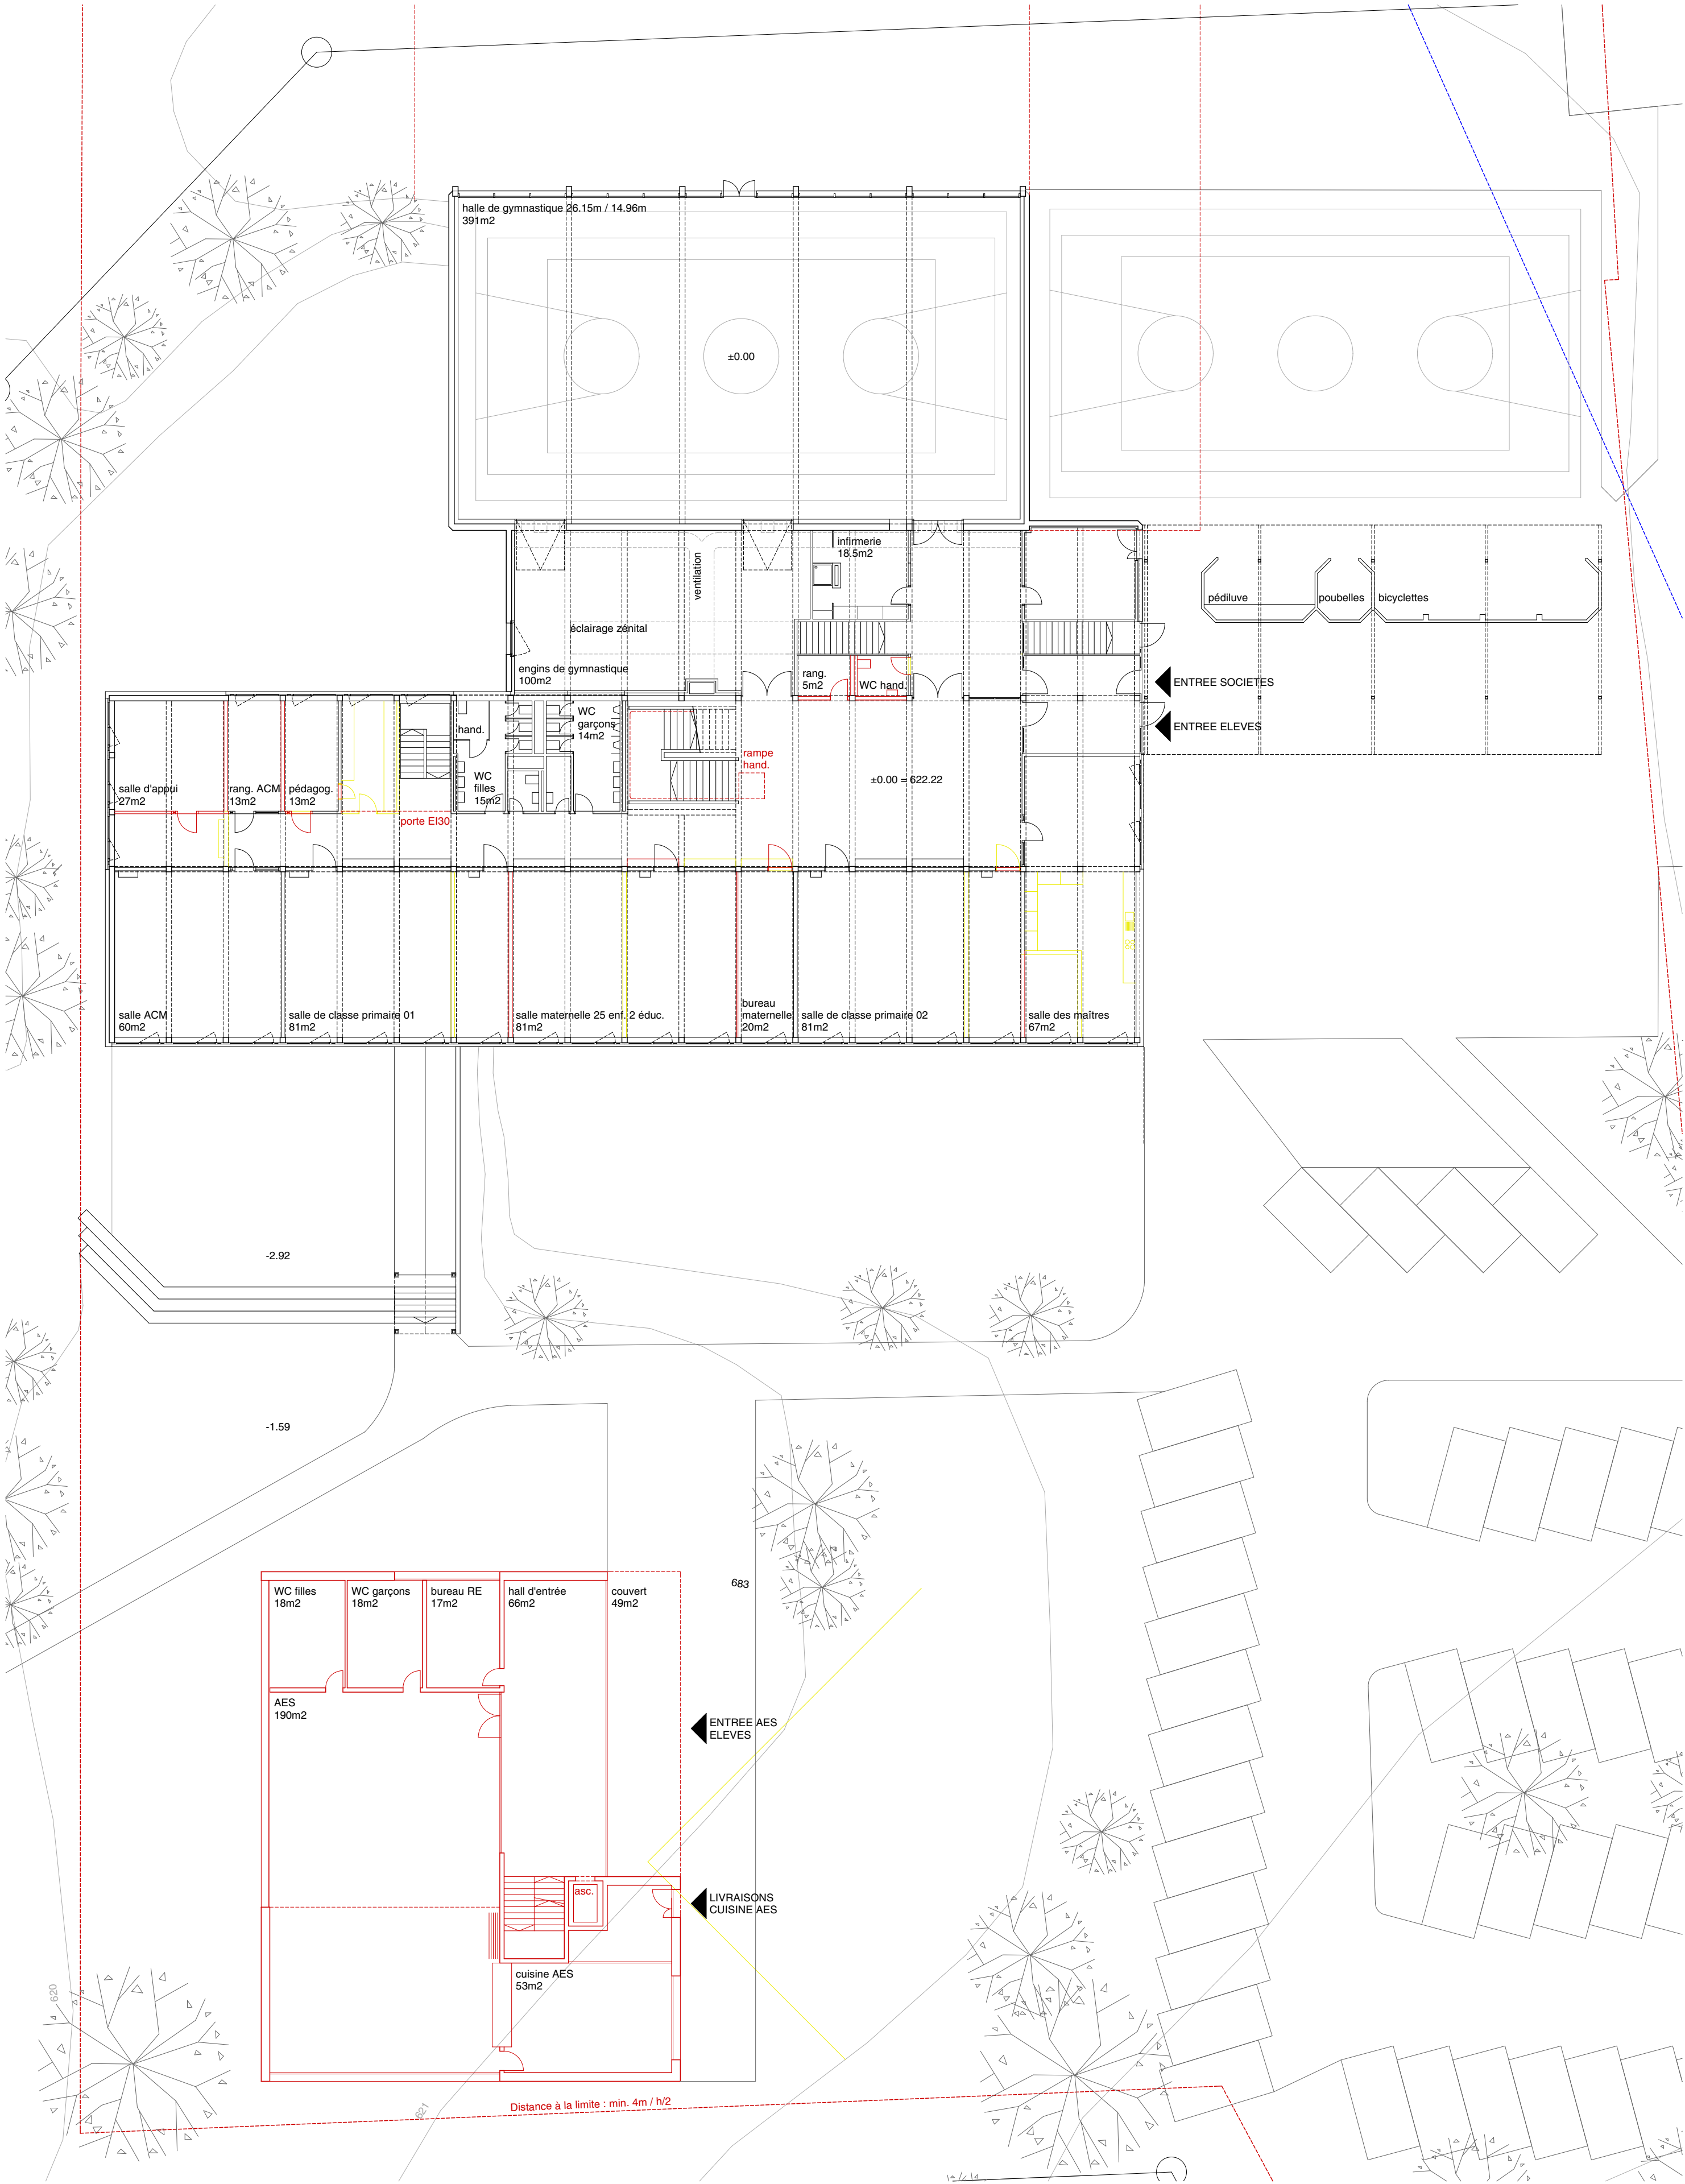 halle de gymnastique 26.15m / 14.96m
391m2
±0.00
infirmerie
18.5m2
ventilation
éclairage zénital
engins de gymnastique
100m2
rang.
5m2
WC hand.
pédiluve
poubelles
bicyclettes
ENTREE SOCIETES
ENTREE ELEVES
hand.
WC
garçons
14m2
WC
filles
15m2
rampe
hand.
±0.00 = 622.22
salle d'appui
27m2
rang. ACM
13m2
pédagog.
13m2
porte EI30
salle ACM
60m2
salle de classe primaire 01
81m2
salle maternelle 25 enf. 2 éduc.
81m2
bureau
maternelle
20m2
salle de classe primaire 02
81m2
salle des maîtres
67m2
-2.92
-1.59
WC filles
18m2
WC garçons
18m2
bureau RE
17m2
hall d'entrée
66m2
couvert
49m2
683
AES
190m2
ENTREE AES
ELEVES
asc.
LIVRAISONS
CUISINE AES
cuisine AES
53m2
620
621
Distance à la limite : min. 4m / h/2